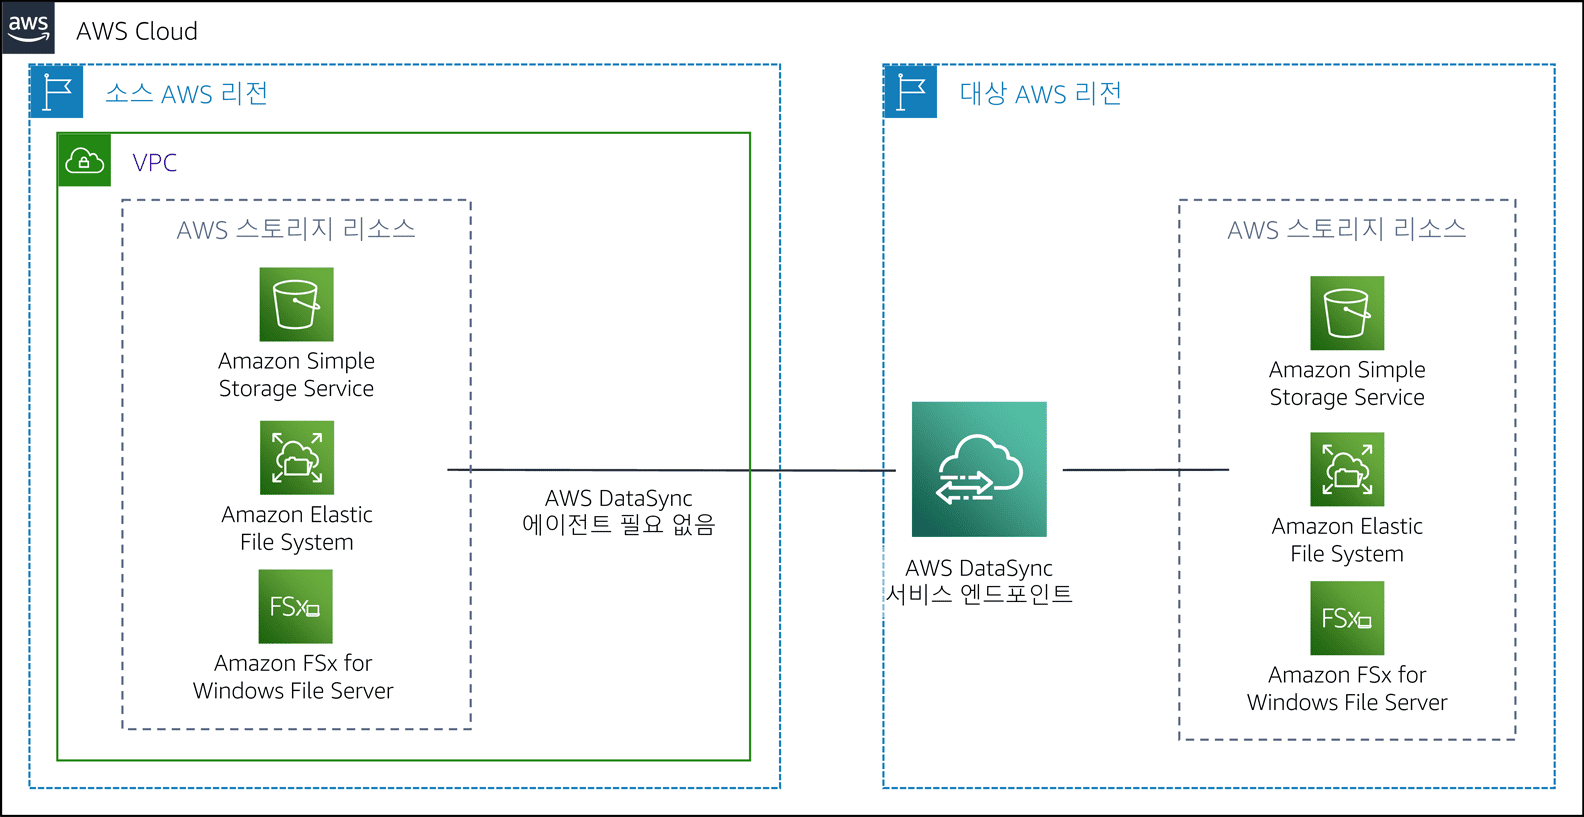 aws
AWS Cloud
소스 AWS 리전
VPC
AWS 스토리지 리소스
Amazon Simple
Storage Service
Amazon Elastic
File System
FSx
Amazon FSx for
Windows File Server
AWS DataSync
에이전트 필요 없음
대상 AWS 리전
AWS DataSync
서비스 엔드포인트
AWS 스토리지 리소스
Amazon Simple
Storage Service
Amazon Elastic
File System
FSx
Amazon FSx for
Windows File Server